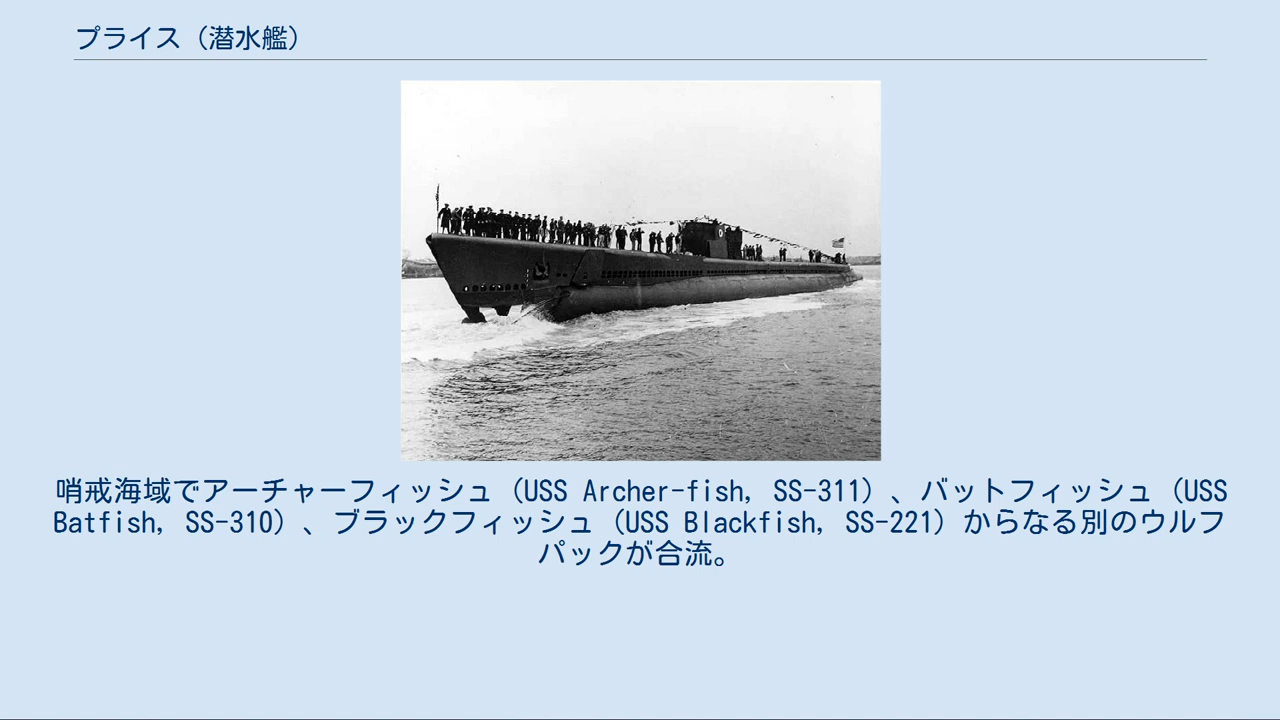 プライス（潜水艦）
哨戒海域でアーチャーフィッシュ（USS Archer-fish, SS-311）、バットフィッシュ（USS
Batfish, SS-310）、ブラックフィッシュ（USS Blackfish, SS-221）からなる別のウルフ
パックが合流。